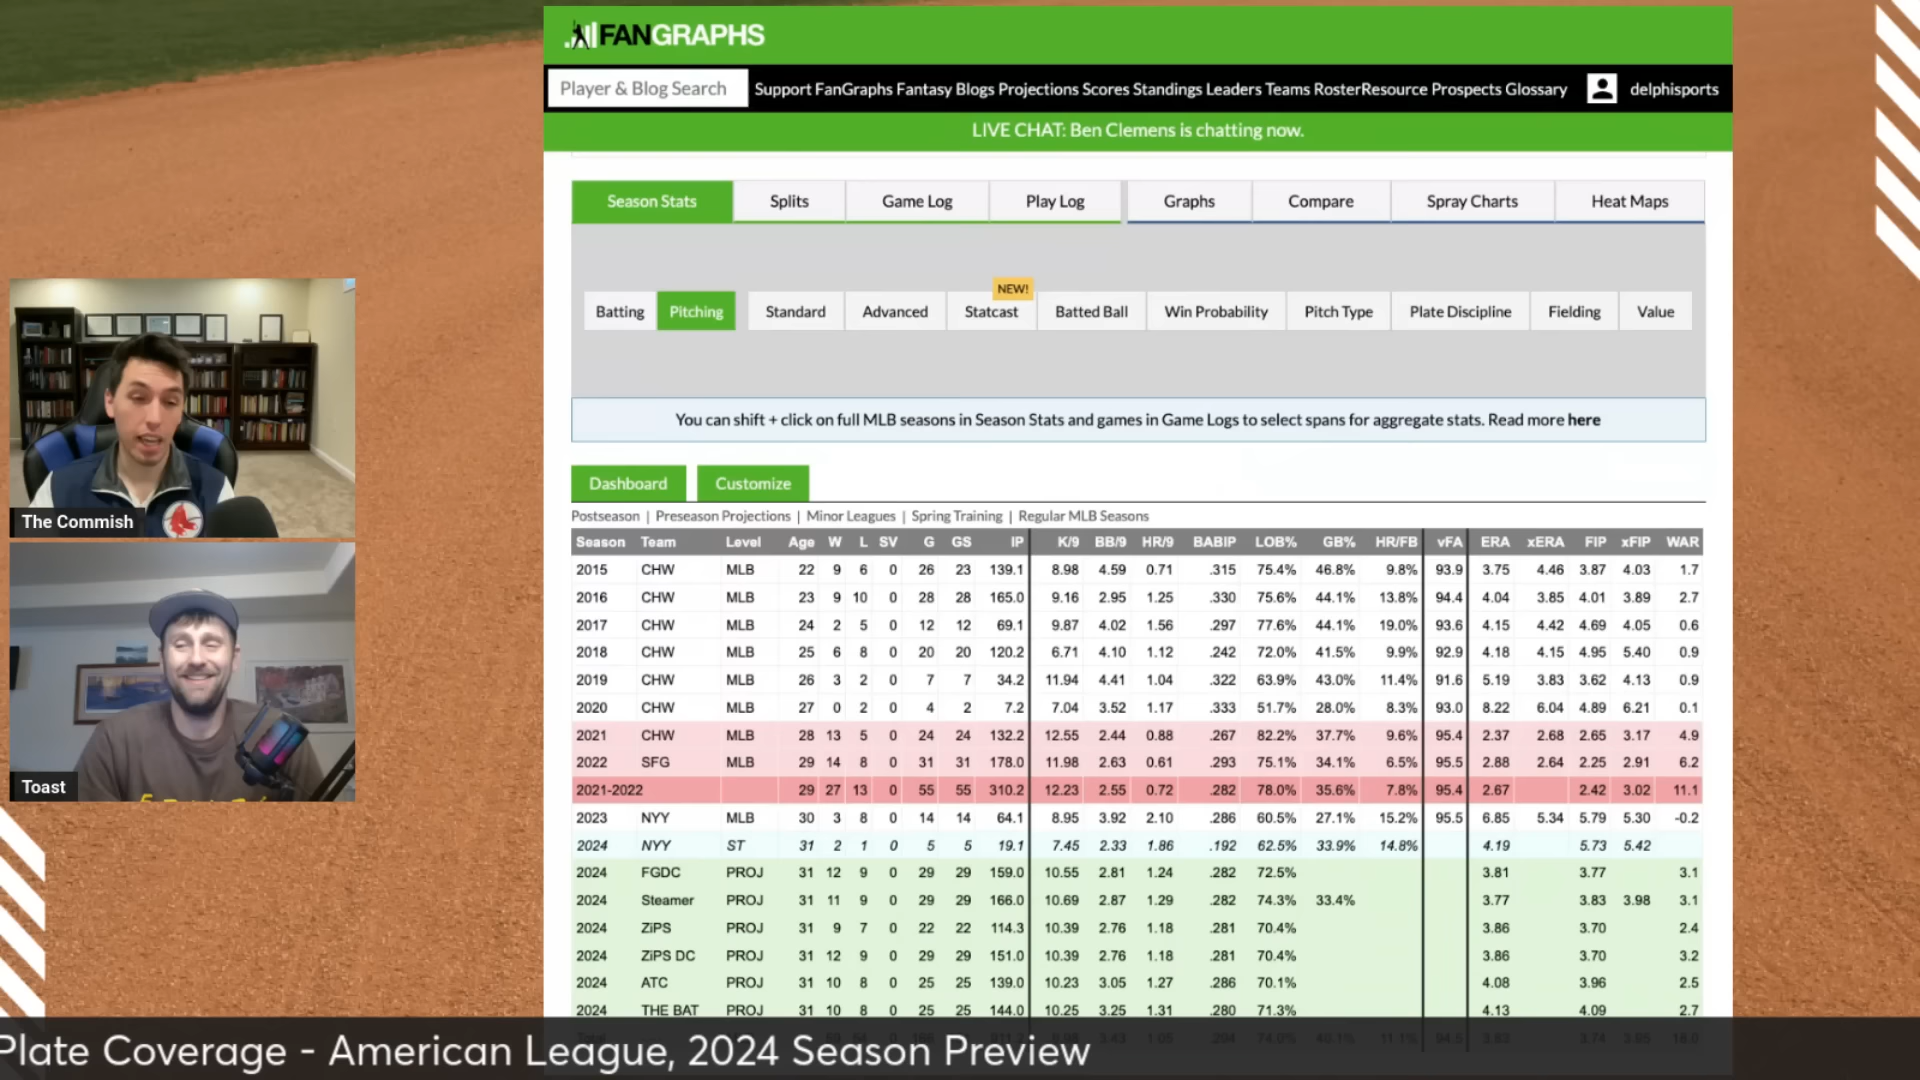 FANGRAPHS
Player & Blog Search Support FanGraphs Fantasy Blogs Projections Scores Standings Leaders Teams RosterResource Prospects Glossary delphisports
LIVE CHAT: Ben Clemens is chatting now.
Season Stats Splits Game Log Play Log Graphs Compare Spray Charts Heat Maps
NEW!
Batting Pitching Standard Advanced Statcast Batted Ball Win Probability Pitch Type Plate Discipline Fielding Value
You can shift + click on full MLB seasons in Season Stats and games in Game Logs to select spans for aggregate stats. Read more here
Dashboard Customize
Postseason | Preseason Projections | Minor Leagues | Spring Training | Regular MLB Seasons
Season Team Level Age W L SV G GS IP K/9 BB/9 HR/9 BABIP LOB% GB% HR/FB vFA ERA xERA FIP xFIP WAR
2015 CHW MLB 22 9 6 0 26 23 139.1 8.98 4.59 0.71 .315 75.4% 46.8% 9.8% 93.9 3.75 4.46 3.87 4.03 1.7
2016 CHW MLB 23 9 10 0 28 28 165.0 9.16 2.95 1.25 .330 75.6% 44.1% 13.8% 94.4 4.04 3.85 4.01 3.89 2.7
2017 CHW MLB 24 2 5 0 12 12 69.1 9.87 4.02 1.56 .297 77.6% 44.1% 19.0% 93.6 4.15 4.42 4.69 4.05 0.6
2018 CHW MLB 25 6 8 0 20 20 120.2 6.71 4.10 1.12 .242 72.0% 41.5% 9.9% 92.9 4.18 4.15 4.95 5.40 0.9
2019 CHW MLB 26 3 2 0 7 7 34.2 11.94 4.41 1.04 .322 63.9% 43.0% 11.4% 91.6 5.19 3.83 3.62 4.13 0.9
2020 CHW MLB 27 0 2 0 4 2 7.2 7.04 3.52 1.17 .333 51.7% 28.0% 8.3% 93.0 8.22 6.04 4.89 6.21 0.1
2021 CHW MLB 28 13 5 0 24 24 132.2 12.55 2.44 0.88 .267 82.2% 37.7% 9.6% 95.4 2.37 2.68 2.65 3.17 4.9
2022 SFG MLB 29 14 8 0 31 31 178.0 11.98 2.63 0.61 .293 75.1% 34.1% 6.5% 95.5 2.88 2.64 2.25 2.91 6.2
2021-2022 29 27 13 0 55 55 310.2 12.23 2.55 0.72 .282 78.0% 35.6% 7.8% 95.4 2.67 2.42 3.02 11.1
2023 NYY MLB 30 3 8 0 14 14 64.1 8.95 3.92 2.10 .286 60.5% 27.1% 15.2% 95.5 6.85 5.34 5.79 5.30 -0.2
2024 NYY ST 31 2 1 0 5 5 19.1 7.45 2.33 1.86 .192 62.5% 33.9% 14.8% 4.19 5.73 5.42
2024 FGDC PROJ 31 12 9 0 29 29 159.0 10.55 2.81 1.24 .282 72.5% 3.81 3.77 3.1
2024 Steamer PROJ 31 11 9 0 29 29 166.0 10.69 2.87 1.29 .282 74.3% 33.4% 3.77 3.83 3.98 3.1
2024 ZiPS PROJ 31 9 7 0 22 22 114.3 10.39 2.76 1.18 .281 70.4% 3.86 3.70 2.4
2024 ZiPS DC PROJ 31 12 9 0 29 29 151.0 10.39 2.76 1.18 .281 70.4% 3.86 3.70 3.2
2024 ATC PROJ 31 10 8 0 25 25 139.0 10.23 3.05 1.27 .286 70.1% 4.08 3.96 2.5
2024 THE BAT PROJ 31 10 8 0 25 25 144.0 10.25 3.25 1.31 .280 71.3% 4.13 4.09 2.7
The Commish
Toast
Plate Coverage - American League, 2024 Season Preview